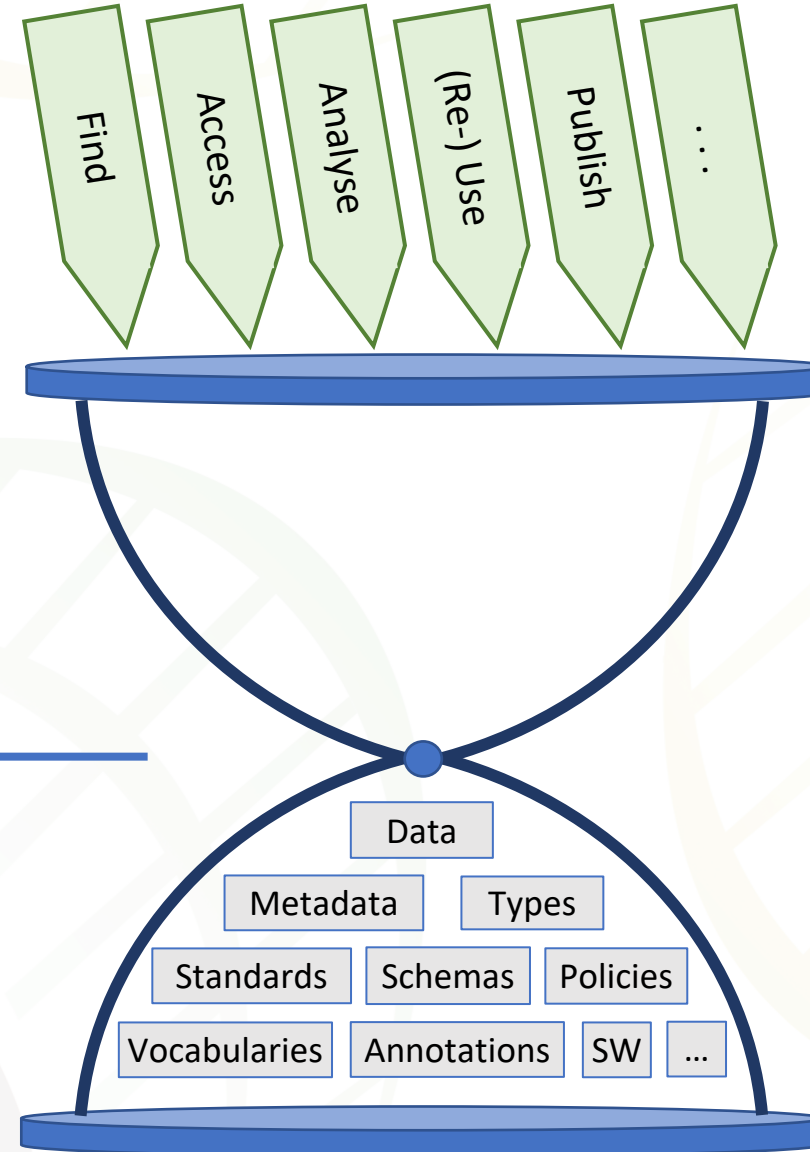 Find
Access
Analyse
(Re-) Use
Publish
. . .
Data
Metadata Types
Standards Schemas Policies
Vocabularies Annotations SW ...